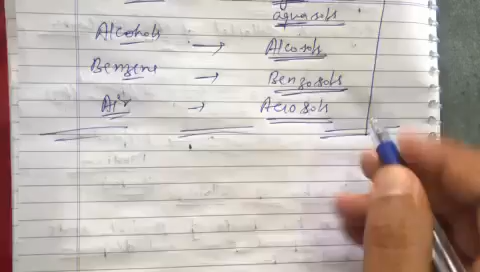 aquasols
Alcohols → Alcosols
Benzene → Benzosols
Air → Aerosols